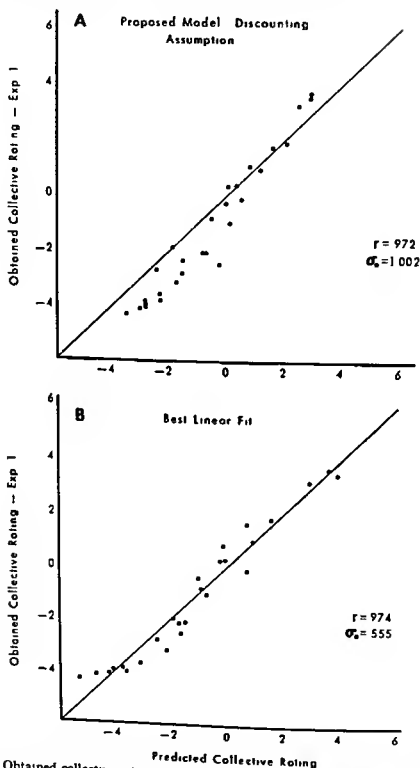 A
Proposed Model Discounting
Assumption
6
4
2
0
−2
−4
Obtained Collective Rating — Exp 1
r= 972
σₑ=1 002
−4 −2 0 2 4 6
B
Best Linear Fit
6
4
2
0
−2
−4
Obtained Collective Rating — Exp 1
r=974
σₑ= 555
−4 −2 0 2 4 6
Predicted Collective Rating
Obtained